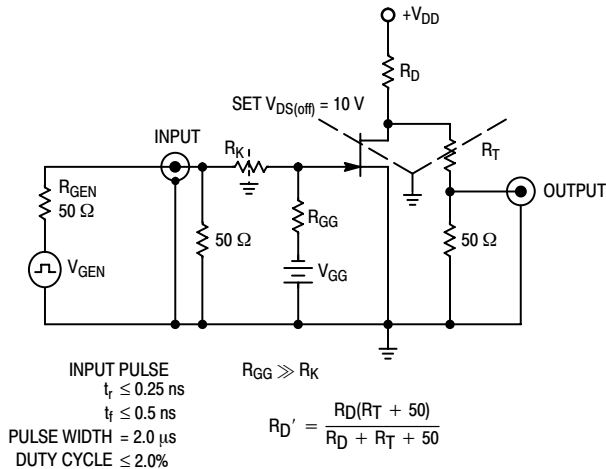 +VDD
RD
SET VDS(off) = 10 V
INPUT
RK
RT
OUTPUT
RGEN
50 Ω
50 Ω
RGG
50 Ω
VGEN
VGG
INPUT PULSE
tr ≤ 0.25 ns
tf ≤ 0.5 ns
PULSE WIDTH = 2.0 μs
DUTY CYCLE ≤ 2.0%
RGG ≫ RK
RD′ = RD(RT + 50) / RD + RT + 50